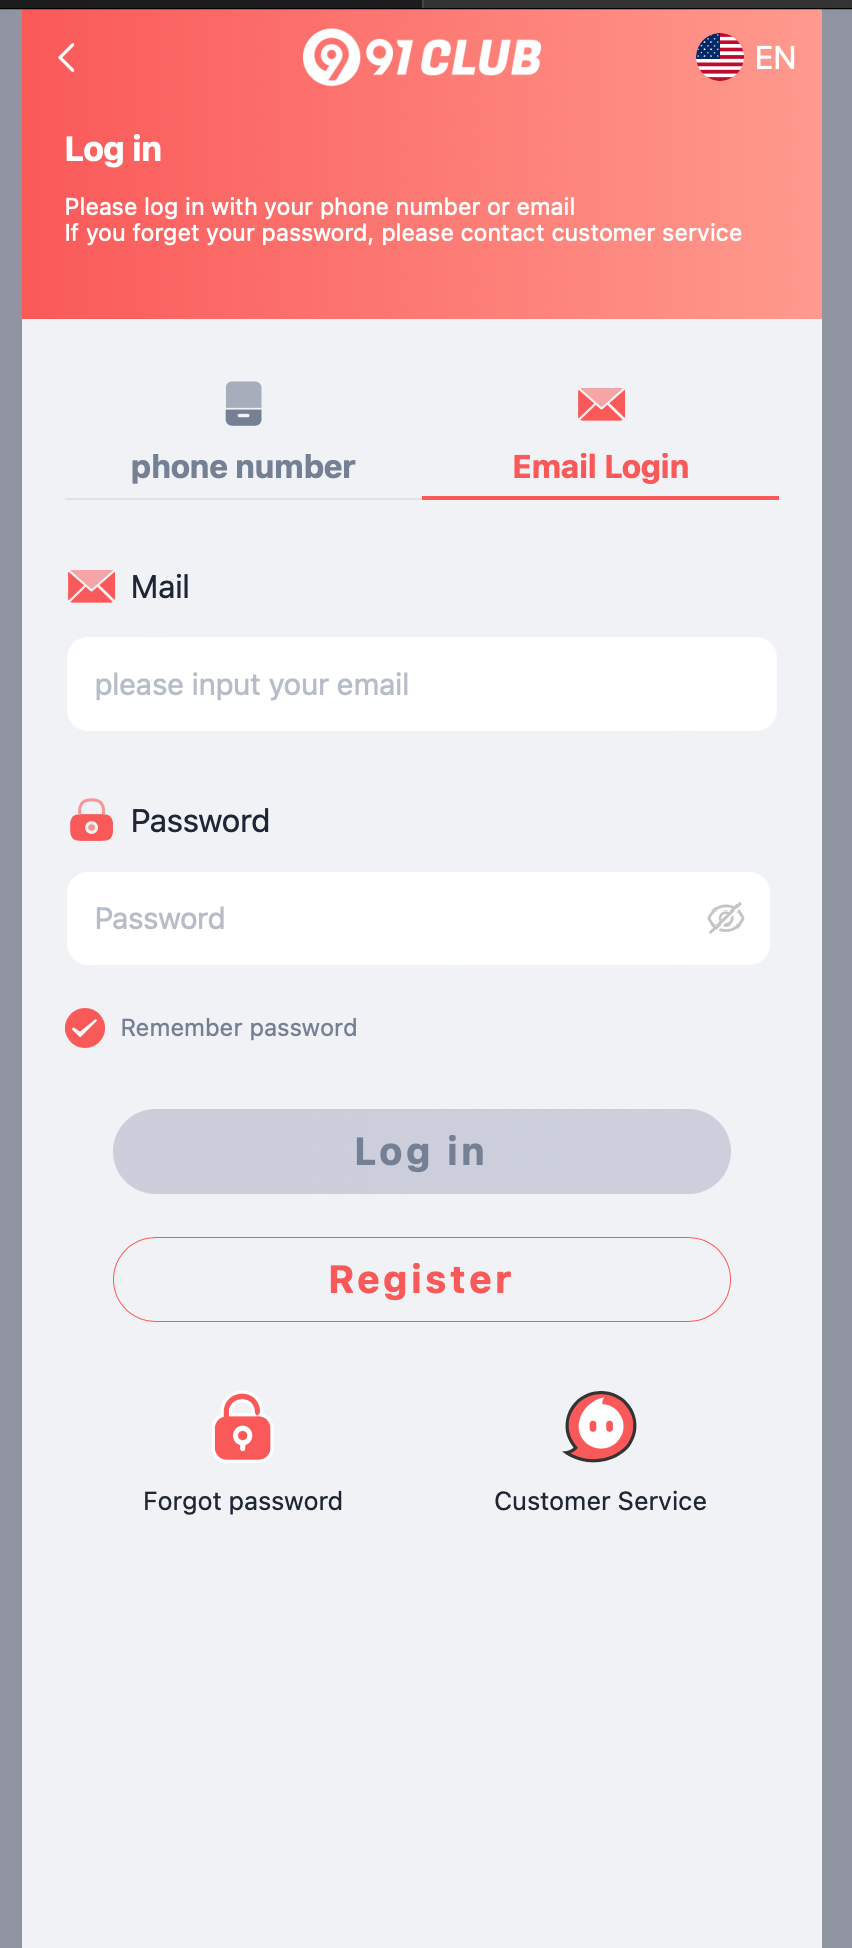 91 CLUB
EN
Log in
Please log in with your phone number or email
If you forget your password, please contact customer service
phone number
Email Login
Mail
please input your email
Password
Password
Remember password
Log in
Register
Forgot password
Customer Service